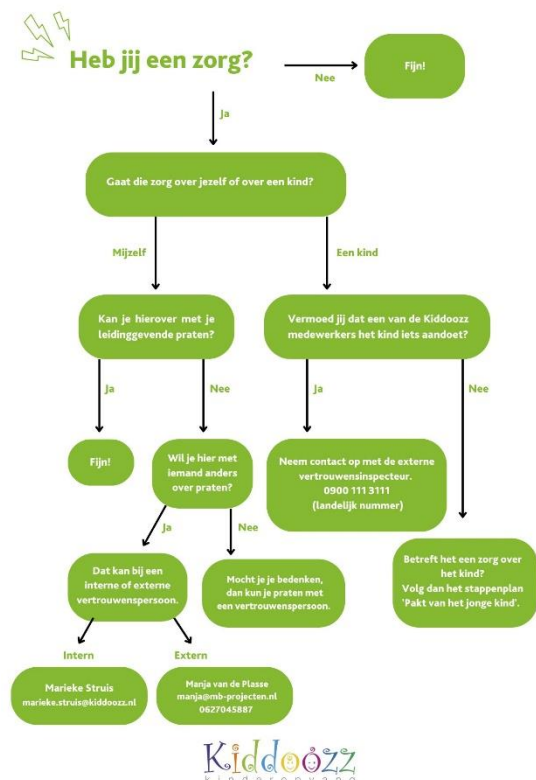 Heb jij een zorg?
Nee
Fijn!
Ja
Gaat die zorg over jezelf of over een kind?
Mijzelf
Een kind
Kan je hierover met je
leidinggevende praten?
Vermoed jij dat een van de Kiddoozz
medewerkers het kind iets aandoet?
Ja
Nee
Ja
Nee
Fijn!
Wil je hier met
iemand anders
over praten?
Neem contact op met de externe
vertrouwensinspecteur.
0900 111 3111
(landelijk nummer)
Ja
Nee
Dat kan bij een
interne of externe
vertrouwenspersoon.
Mocht je je bedenken,
dan kun je praten met
een vertrouwenspersoon.
Betreft het een zorg over
het kind?
Volg dan het stappenplan
'Pakt van het jonge kind'.
Intern
Extern
Marieke Struis
marieke.struis@kiddoozz.nl
Manja van de Plasse
manja@mb-projecten.nl
0627045887
Kiddoozz
kinderopvang